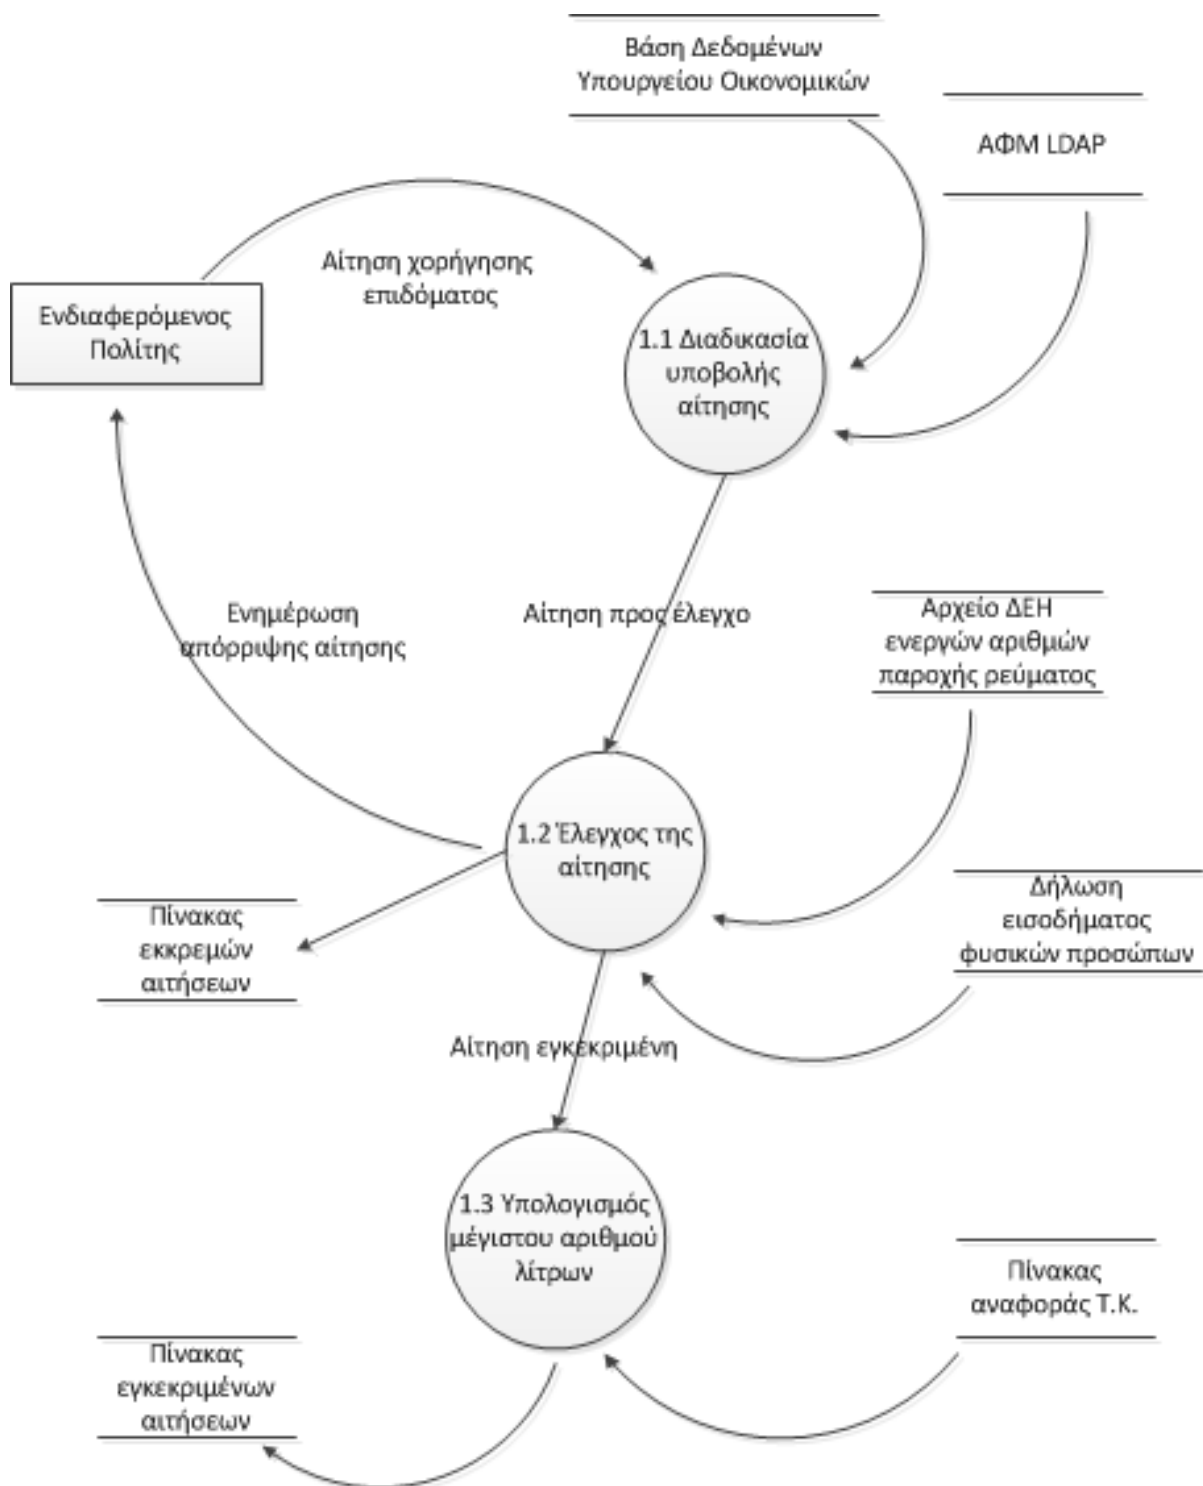 Βάση Δεδομένων
Υπουργείου Οικονομικών
ΑΦΜ LDAP
Αίτηση χορήγησης
επιδόματος
Ενδιαφερόμενος
Πολίτης
1.1 Διαδικασία
υποβολής
αίτησης
Ενημέρωση
απόρριψης αίτησης
Αίτηση προς έλεγχο
Αρχείο ΔΕΗ
ενεργών αριθμών
παροχής ρεύματος
1.2 Έλεγχος της
αίτησης
Δήλωση
εισοδήματος
φυσικών προσώπων
Πίνακας
εκκρεμών
αιτήσεων
Αίτηση εγκεκριμένη
1.3 Υπολογισμός
μέγιστου αριθμού
λίτρων
Πίνακας
αναφοράς Τ.Κ.
Πίνακας
εγκεκριμένων
αιτήσεων